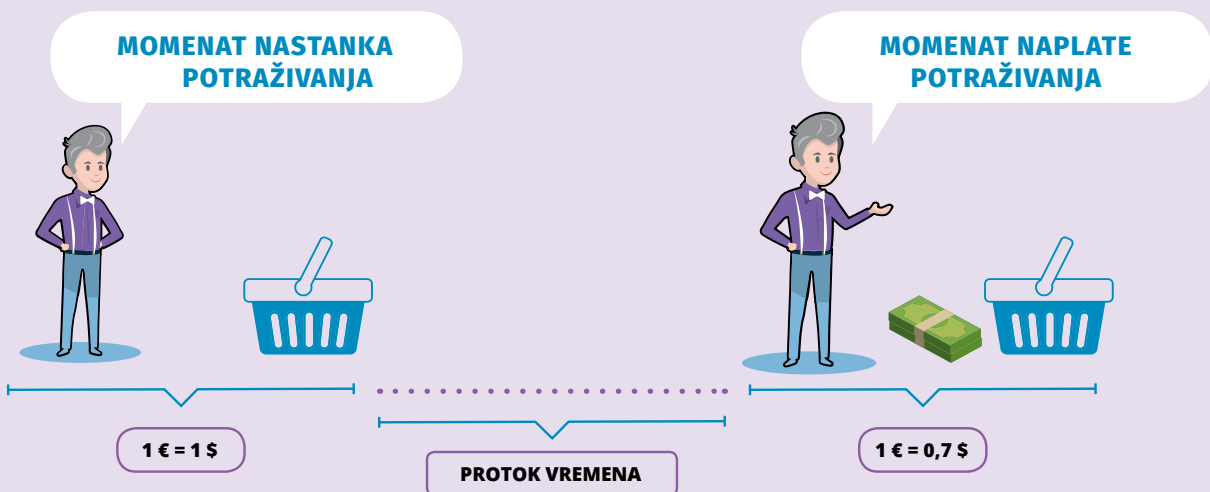 MOMENAT NASTANKA
POTRAŽIVANJA
MOMENAT NAPLATE
POTRAŽIVANJA
1 € = 1 $
PROTOK VREMENA
1 € = 0,7 $